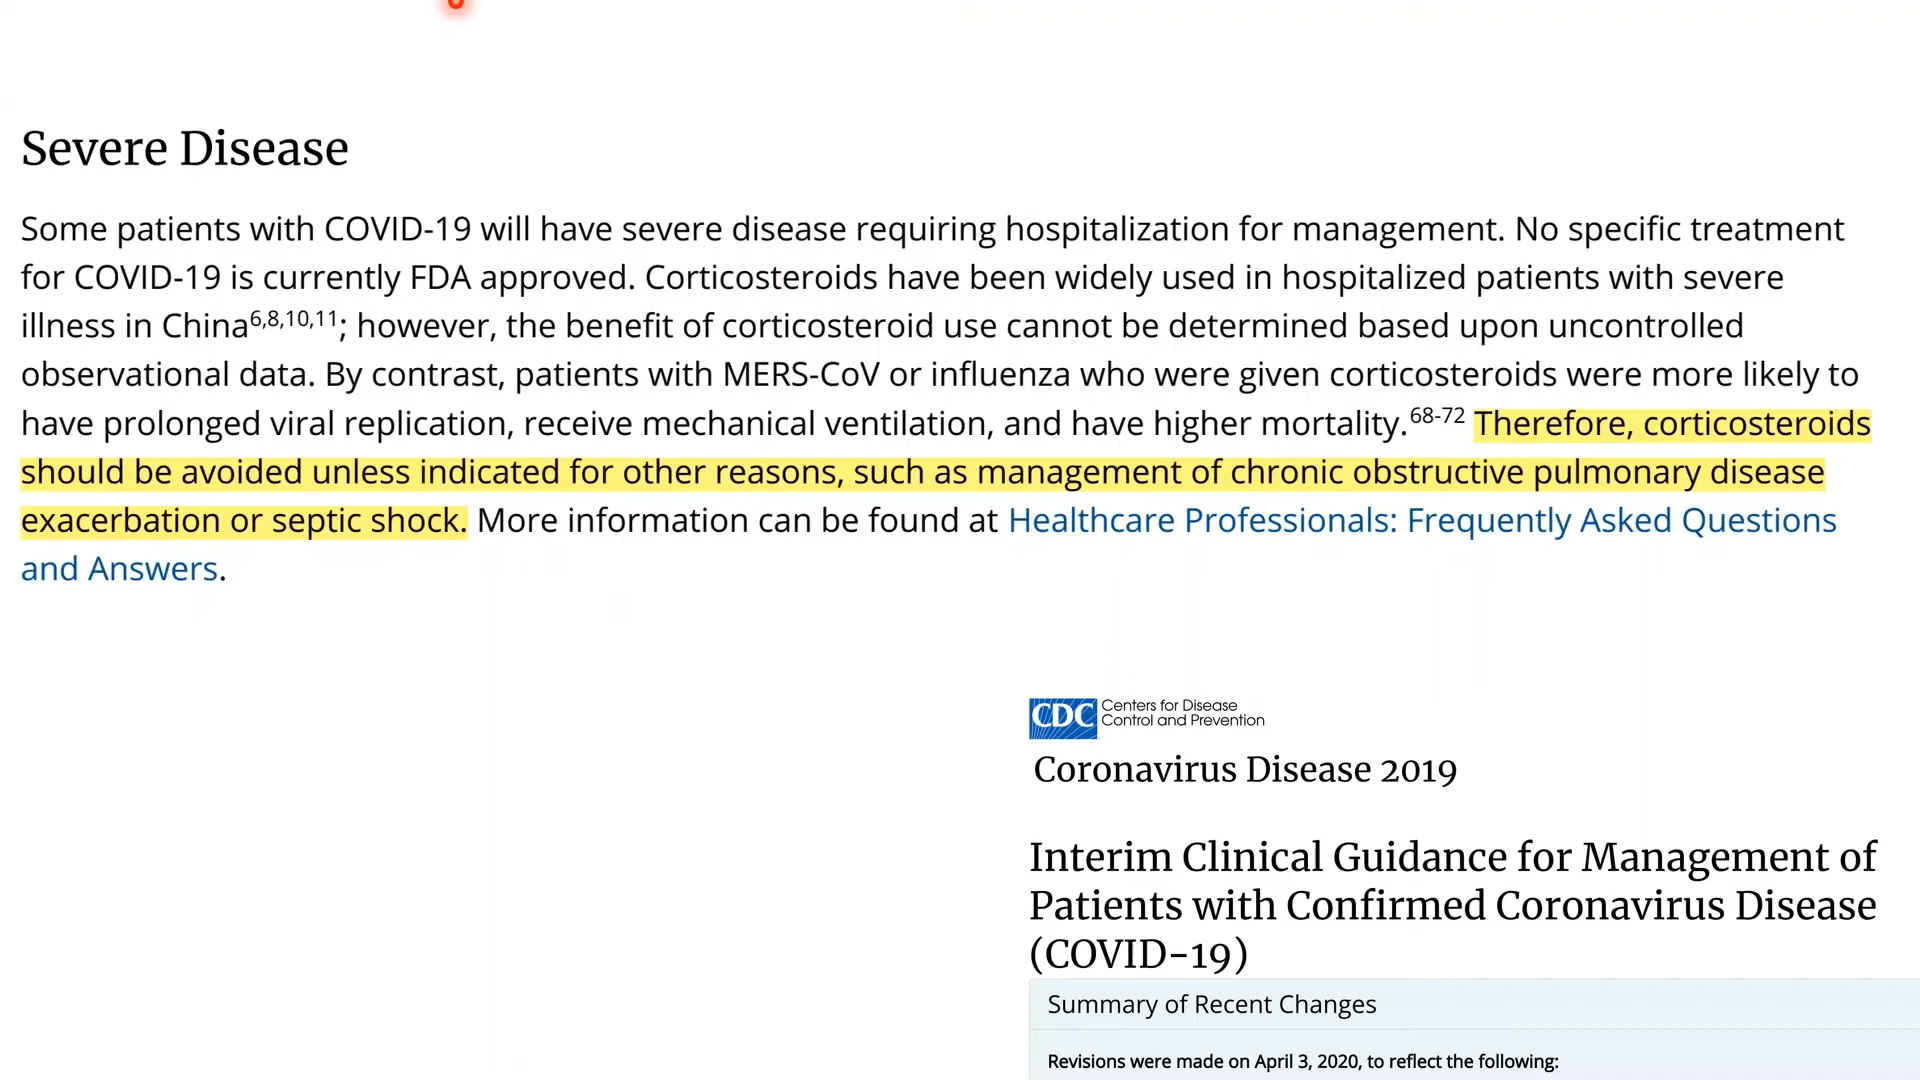 Severe Disease
Some patients with COVID-19 will have severe disease requiring hospitalization for management. No specific treatment
for COVID-19 is currently FDA approved. Corticosteroids have been widely used in hospitalized patients with severe
illness in China6,8,10,11; however, the benefit of corticosteroid use cannot be determined based upon uncontrolled
observational data. By contrast, patients with MERS-CoV or influenza who were given corticosteroids were more likely to
have prolonged viral replication, receive mechanical ventilation, and have higher mortality.68-72 Therefore, corticosteroids
should be avoided unless indicated for other reasons, such as management of chronic obstructive pulmonary disease
exacerbation or septic shock. More information can be found at Healthcare Professionals: Frequently Asked Questions
and Answers.
CDC
Centers for Disease
Control and Prevention
Coronavirus Disease 2019
Interim Clinical Guidance for Management of
Patients with Confirmed Coronavirus Disease
(COVID-19)
Summary of Recent Changes
Revisions were made on April 3, 2020, to reflect the following: